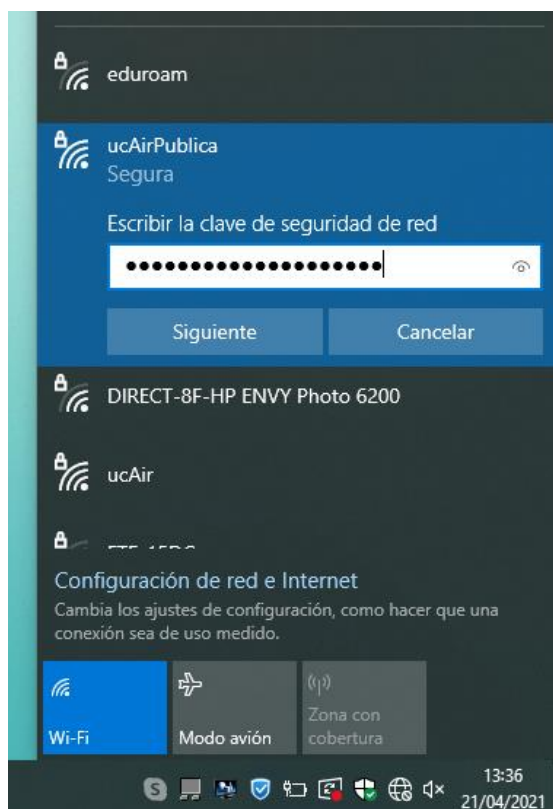 eduroam
ucAirPublica
Segura
Escribir la clave de seguridad de red
●●●●●●●●●●●●●●●●●●●●
Siguiente
Cancelar
DIRECT-8F-HP ENVY Photo 6200
ucAir
Configuración de red e Internet
Cambia los ajustes de configuración, como hacer que una
conexión sea de uso medido.
Wi-Fi
Modo avión
Zona con
cobertura
13:36
21/04/2021